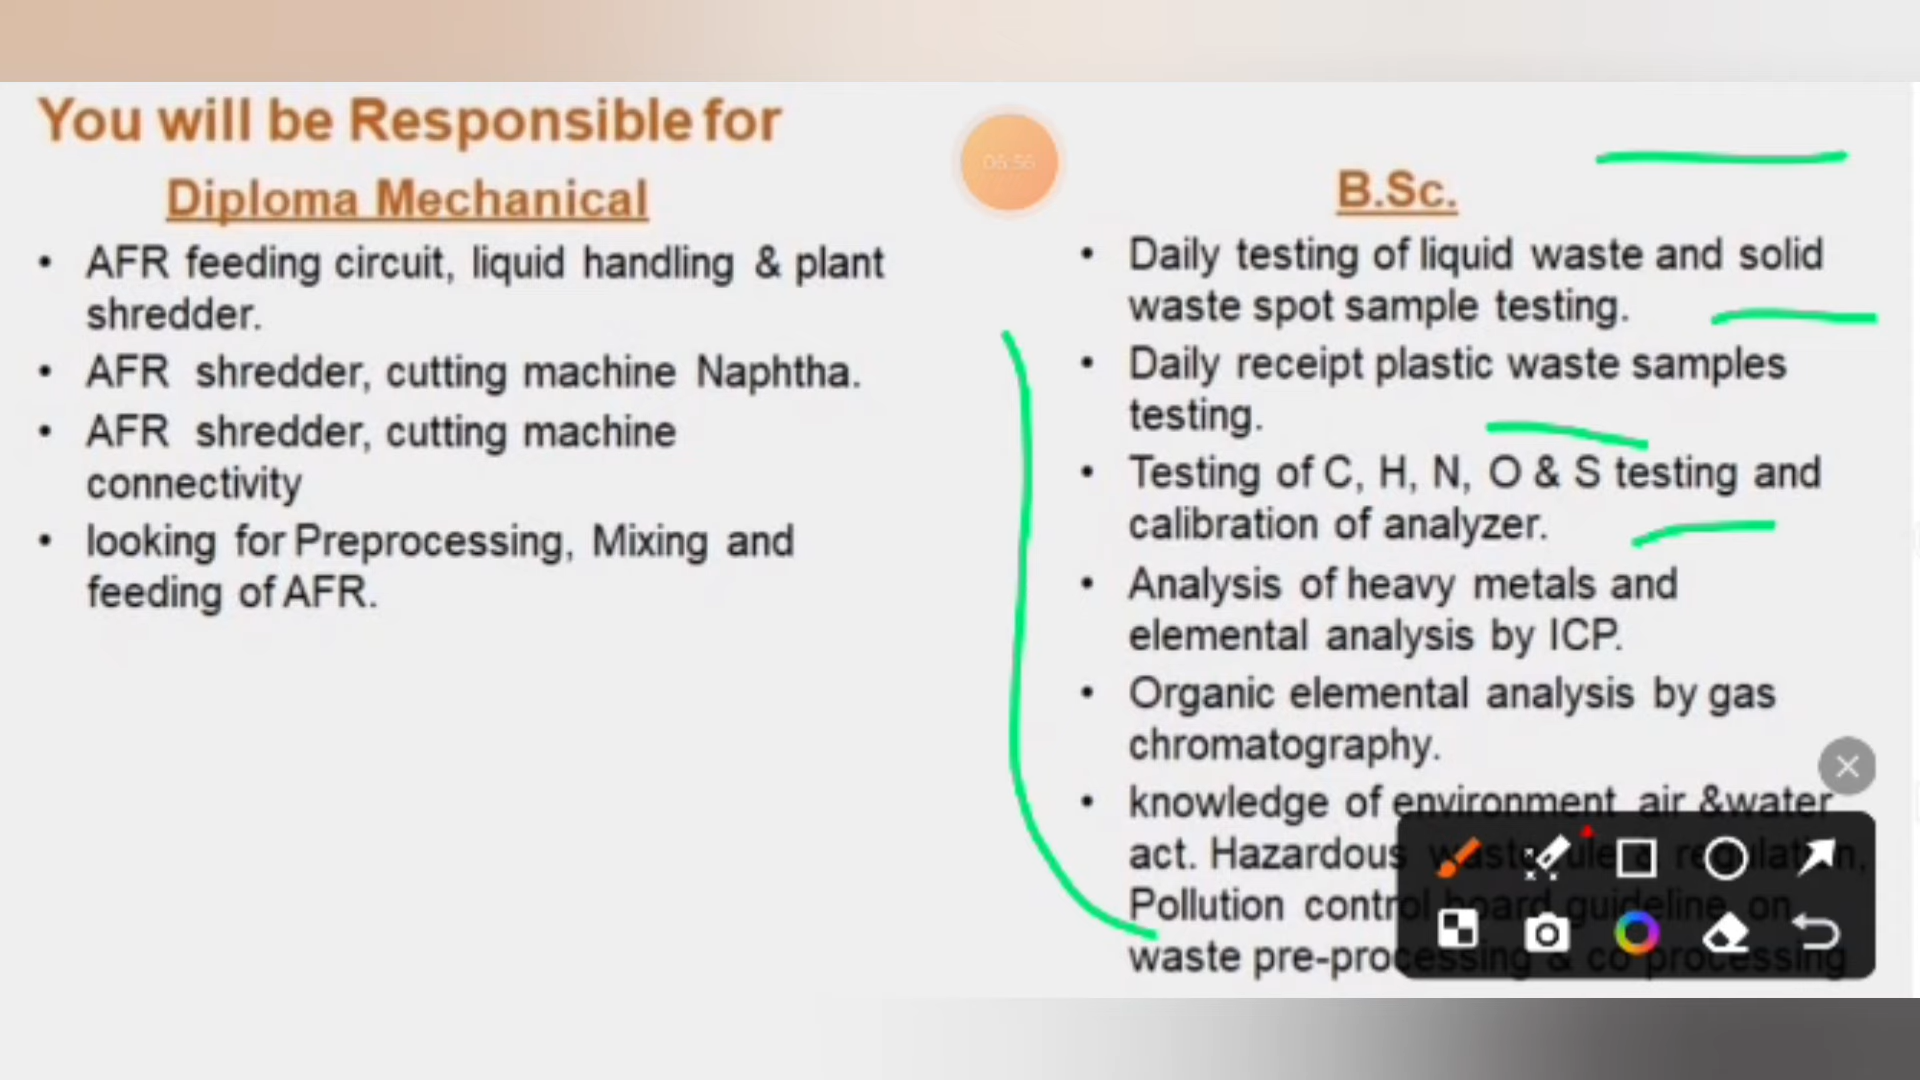 You will be Responsible for
Diploma Mechanical
• AFR feeding circuit, liquid handling & plant
shredder.
• AFR shredder, cutting machine Naphtha.
• AFR shredder, cutting machine
connectivity
• looking for Preprocessing, Mixing and
feeding of AFR.
06:56
B.Sc.
• Daily testing of liquid waste and solid
waste spot sample testing.
• Daily receipt plastic waste samples
testing.
• Testing of C, H, N, O & S testing and
calibration of analyzer.
• Analysis of heavy metals and
elemental analysis by ICP.
• Organic elemental analysis by gas
chromatography.
• knowledge of environment air &water
act. Hazardous waste rule & regulation,
Pollution control board guideline on
waste pre-processing & co processing